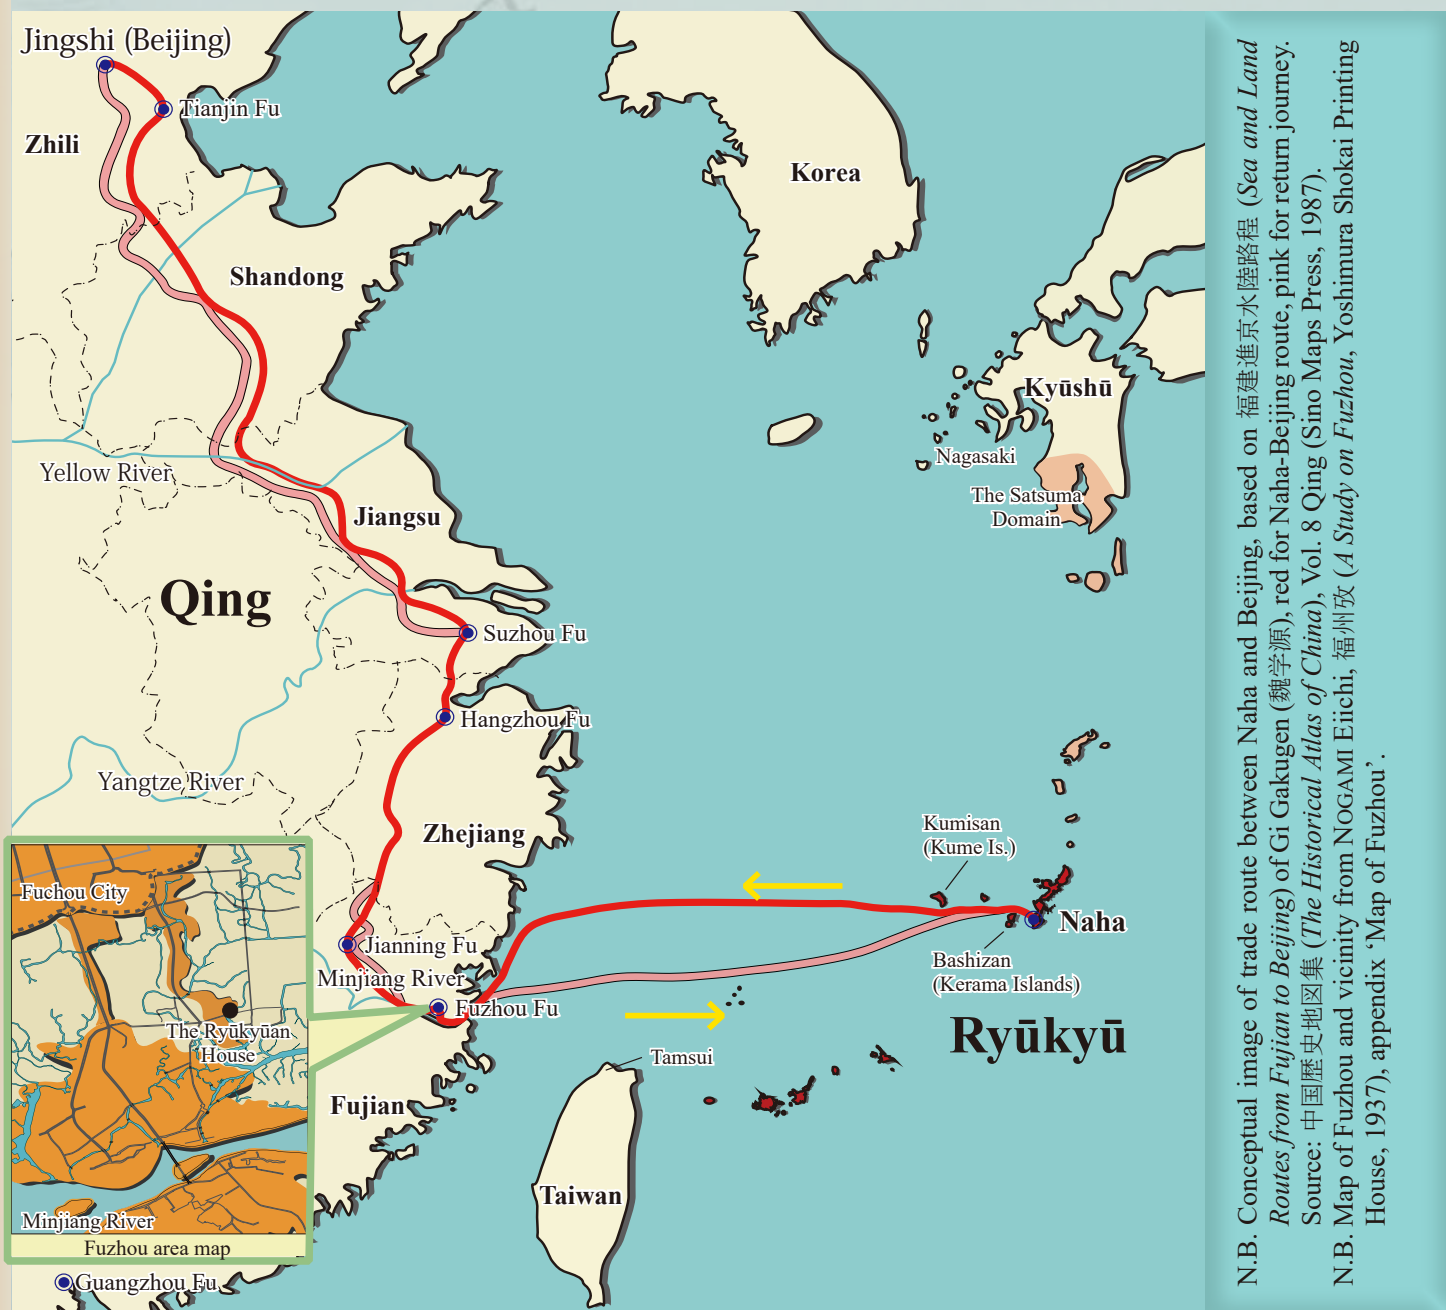 Jingshi (Beijing)
Tianjin Fu
Zhili
Korea
Shandong
Kyūshū
Nagasaki
Yellow River
The Satsuma
Domain
Jiangsu
Qing
Suzhou Fu
Hangzhou Fu
Yangtze River
Zhejiang
Kumisan
(Kume Is.)
Fuchou City
Naha
Jianning Fu
Bashizan
(Kerama Islands)
Minjiang River
Fuzhou Fu
The Ryūkyūan
House
Ryūkyū
Tamsui
Fujian
Taiwan
Minjiang River
Fuzhou area map
Guangzhou Fu
N.B. Conceptual image of trade route between Naha and Beijing, based on 福建進京水陸路程 (Sea and Land
Routes from Fujian to Beijing) of Gi Gakugen (魏学源), red for Naha-Beijing route, pink for return journey.
Source: 中国歴史地図集 (The Historical Atlas of China), Vol. 8 Qing (Sino Maps Press, 1987).
N.B. Map of Fuzhou and vicinity from NOGAMI Eiichi, 福州攷 (A Study on Fuzhou, Yoshimura Shokai Printing
House, 1937), appendix ‘Map of Fuzhou’.